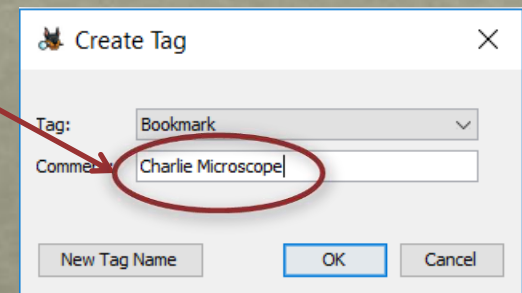 Create Tag
Tag: Bookmark
Comment: Charlie Microscope
New Tag Name OK Cancel